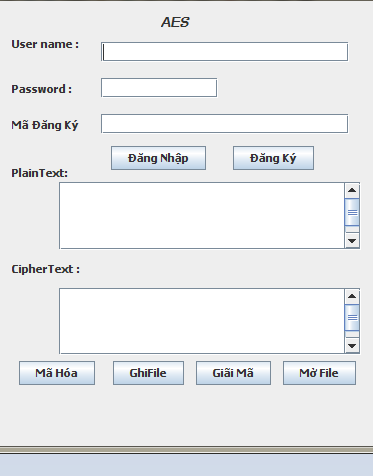 AES
User name :
Password :
Mã Đăng Ký
Đăng Nhập Đăng Ký
PlainText:
CipherText :
Mã Hóa GhiFile Giãi Mã Mở File